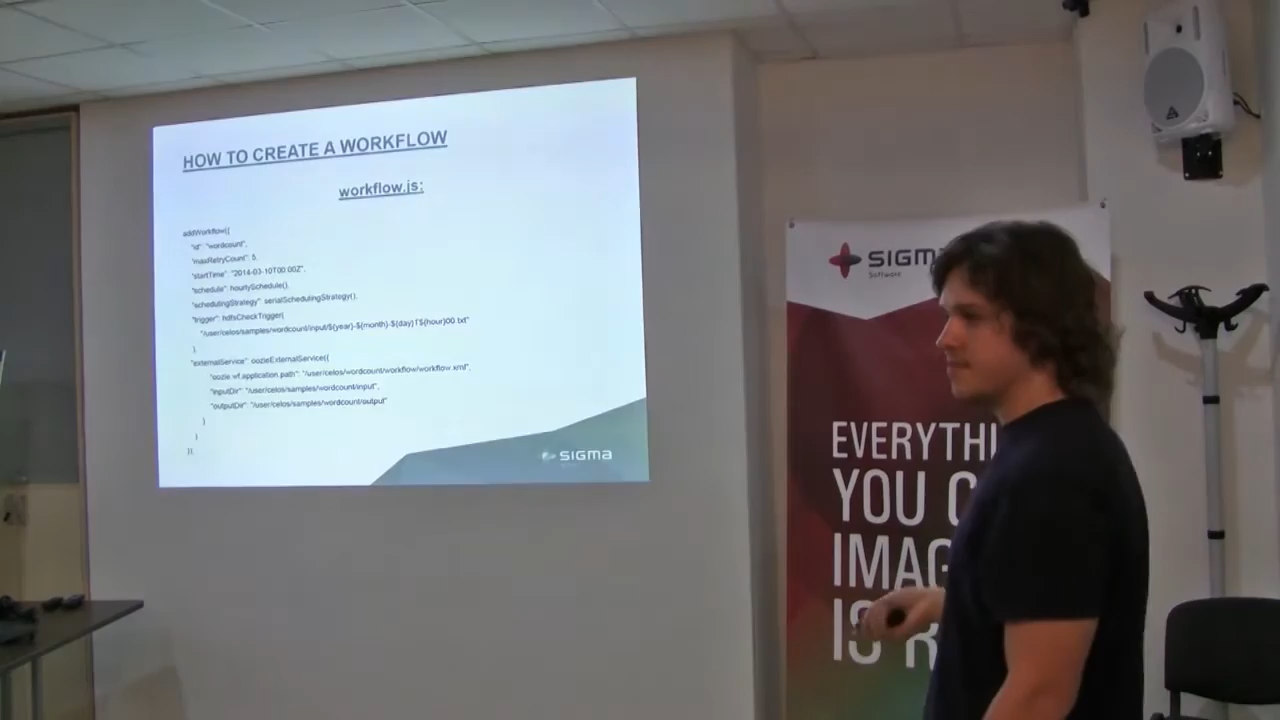 HOW TO CREATE A WORKFLOW
workflow.js:
addWorkflow({
"id": "wordcount",
"maxRetryCount": 5,
"startTime": "2014-03-10T00:00Z",
"schedule": hourlySchedule(),
"schedulingStrategy": serialSchedulingStrategy(),
"trigger": hdfsCheckTrigger(
"/user/celos/samples/wordcount/input/${year}-${month}-${day}T${hour}00.txt"
),
"externalService": oozieExternalService({
"oozie.wf.application.path": "/user/celos/wordcount/workflow/workflow.xml",
"inputDir": "/user/celos/samples/wordcount/input",
"outputDir": "/user/celos/samples/wordcount/output"
}
)
});
SIGMA
SIGM
Software
EVERYTHI
YOU C
IMAG
IS R